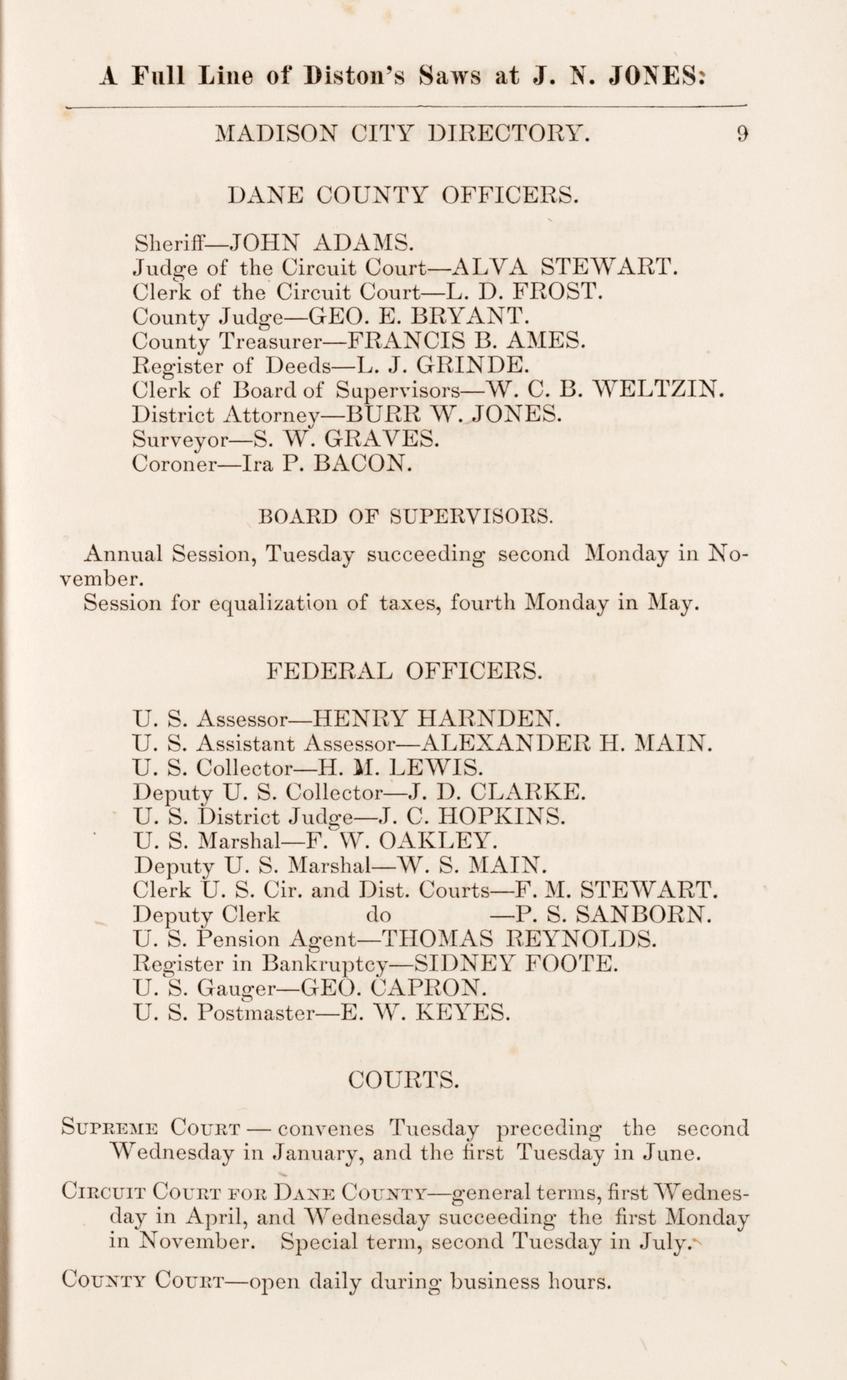 A Full Line of Diston's Saws at J. N. JONES:
MADISON CITY DIRECTORY. 9
DANE COUNTY OFFICERS.
Sheriff—JOHN ADAMS.
Judge of the Circuit Court—ALVA STEWART.
Clerk of the Circuit Court—L. D. FROST.
County Judge—GEO. E. BRYANT.
County Treasurer—FRANCIS B. AMES.
Register of Deeds—L. J. GRINDE.
Clerk of Board of Supervisors—W. C. B. WELTZIN.
District Attorney—BURR W. JONES.
Surveyor—S. W. GRAVES.
Coroner—Ira P. BACON.
BOARD OF SUPERVISORS.
Annual Session, Tuesday succeeding second Monday in No-
vember.
Session for equalization of taxes, fourth Monday in May.
FEDERAL OFFICERS.
U. S. Assessor—HENRY HARNDEN.
U. S. Assistant Assessor—ALEXANDER H. MAIN.
U. S. Collector—H. M. LEWIS.
Deputy U. S. Collector—J. D. CLARKE.
U. S. District Judge—J. C. HOPKINS.
U. S. Marshal—F. W. OAKLEY.
Deputy U. S. Marshal—W. S. MAIN.
Clerk U. S. Cir. and Dist. Courts—F. M. STEWART.
Deputy Clerk do —P. S. SANBORN.
U. S. Pension Agent—THOMAS REYNOLDS.
Register in Bankruptcy—SIDNEY FOOTE.
U. S. Gauger—GEO. CAPRON.
U. S. Postmaster—E. W. KEYES.
COURTS.
SUPREME COURT — convenes Tuesday preceding the second
Wednesday in January, and the first Tuesday in June.
CIRCUIT COURT FOR DANE COUNTY—general terms, first Wednes-
day in April, and Wednesday succeeding the first Monday
in November. Special term, second Tuesday in July.
COUNTY COURT—open daily during business hours.